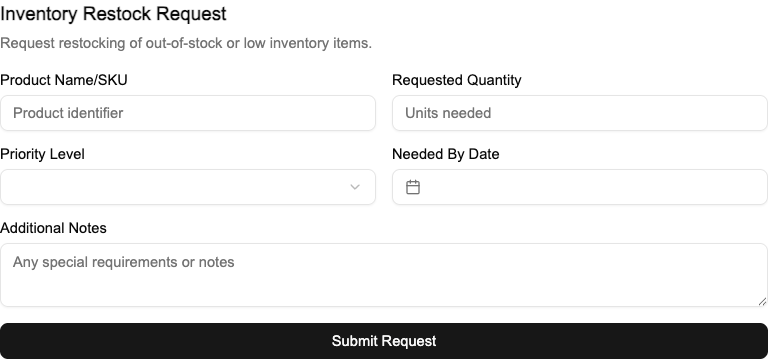 Inventory Restock Request
Request restocking of out-of-stock or low inventory items.
Product Name/SKU
Requested Quantity
Product identifier
Units needed
Priority Level
Needed By Date
Additional Notes
Any special requirements or notes
Submit Request